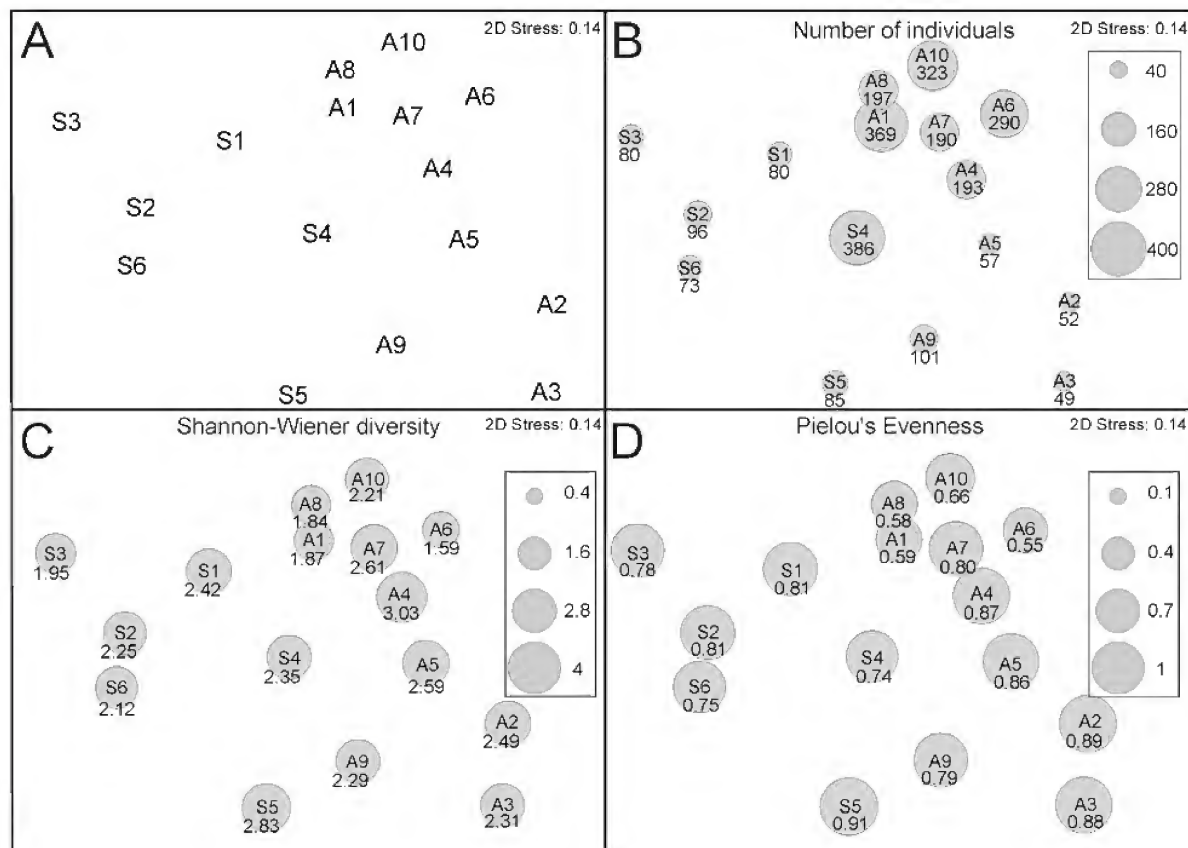 A
2D Stress: 0.14
A10
A8
A6
A1
A7
S3
S1
A4
S2
S4
A5
S6
A2
A9
S5
A3
B
Number of individuals
2D Stress: 0.14
A10
323
A8
197
A1
369
A6
290
A7
190
S3
80
S1
80
A4
193
S2
96
S4
386
A5
57
S6
73
A2
52
A9
101
S5
85
A3
49
40
160
280
400
C
Shannon-Wiener diversity
2D Stress: 0.14
A10
2.21
A8
1.84
A1
1.87
A6
1.59
A7
2.61
S3
1.95
S1
2.42
A4
3.03
S2
2.25
S4
2.35
A5
2.59
S6
2.12
A2
2.49
A9
2.29
S5
2.83
A3
2.31
0.4
1.6
2.8
4
D
Pielou's Evenness
2D Stress: 0.14
A10
0.66
A8
0.58
A1
0.59
A6
0.55
A7
0.80
S3
0.78
S1
0.81
A4
0.87
S2
0.81
S4
0.74
A5
0.86
S6
0.75
A2
0.89
A9
0.79
S5
0.91
A3
0.88
0.1
0.4
0.7
1